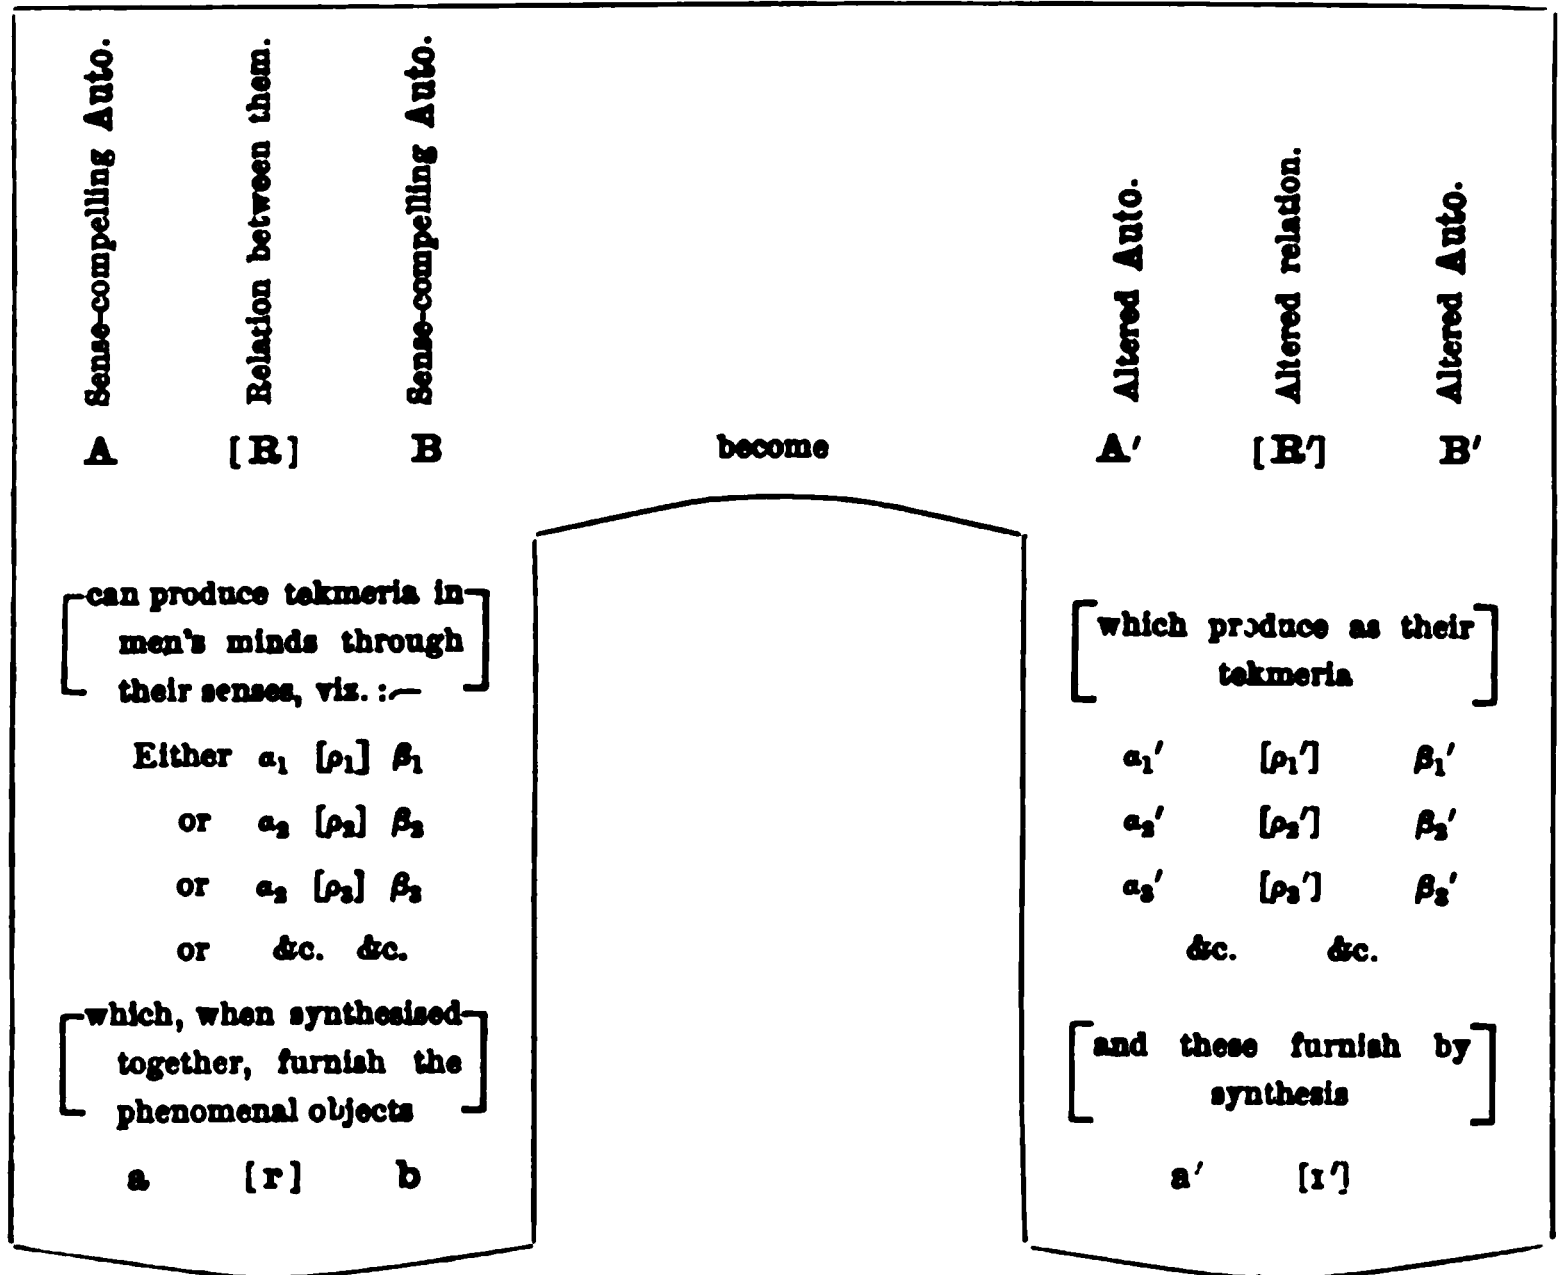 Sense-compelling Auto.
Relation between them.
Sense-compelling Auto.
Altered Auto.
Altered relation.
Altered Auto.
A [R] B become A′ [R′] B′
can produce tekmeria in
men's minds through
their senses, viz. :—
which produce as their
tekmeria
Either α₁ [ρ₁] β₁
or α₂ [ρ₂] β₂
or α₃ [ρ₃] β₃
or &c. &c.
α₁′ [ρ₁′] β₁′
α₂′ [ρ₂′] β₂′
α₃′ [ρ₃′] β₃′
&c. &c.
which, when synthesised
together, furnish the
phenomenal objects
and these furnish by
synthesis
a [r] b
a′ [r′]